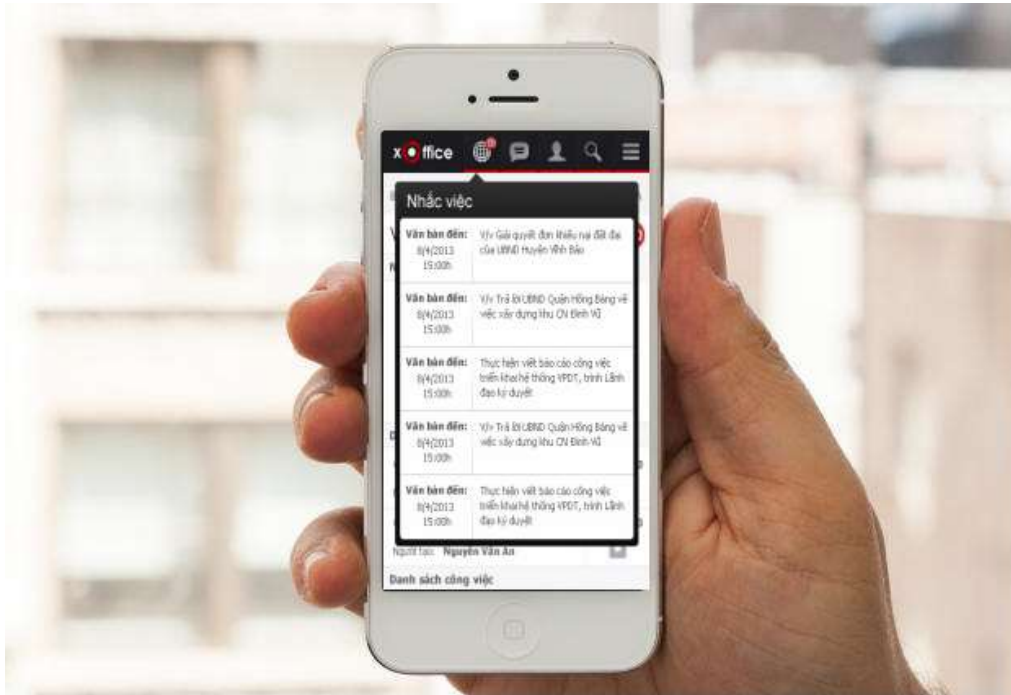 xOffice
Nhắc việc
Văn bản đến:
8/4/2013
15:00h
V/v Giải quyết đơn khiếu nại đất đai
của UBND Huyện Vĩnh Bảo
Văn bản đến:
8/4/2013
15:00h
V/v Trả lời UBND Quận Hồng Bàng về
việc xây dựng khu CN Đình Vũ
Văn bản đến:
8/4/2013
15:00h
Thực hiện viết báo cáo công việc
triển khai hệ thống VPDT, trình Lãnh
đạo ký duyệt
Văn bản đến:
8/4/2013
15:00h
V/v Trả lời UBND Quận Hồng Bàng về
việc xây dựng khu CN Đình Vũ
Văn bản đến:
8/4/2013
15:00h
Thực hiện viết báo cáo công việc
triển khai hệ thống VPDT, trình Lãnh
đạo ký duyệt
Người tạo: Nguyễn Văn An
Danh sách công việc